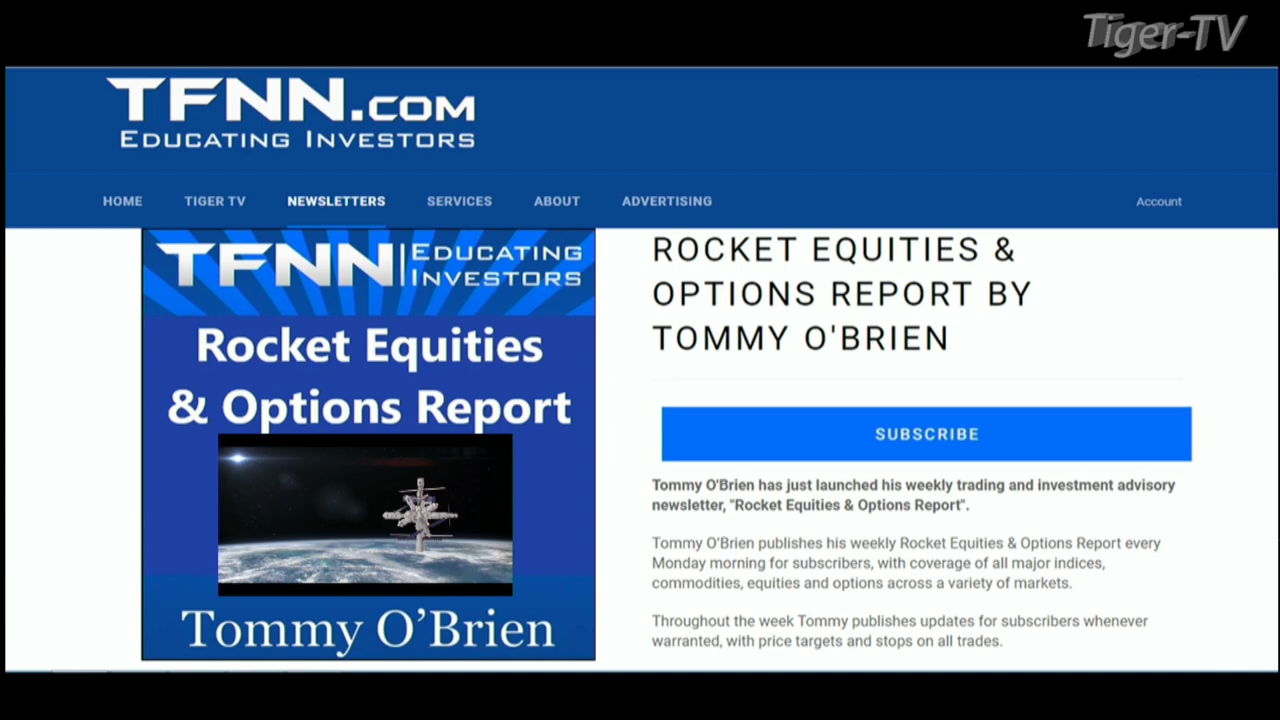 Tiger-TV
TFNN.COM
EDUCATING INVESTORS
HOME TIGER TV NEWSLETTERS SERVICES ABOUT ADVERTISING Account
TFNN EDUCATING
INVESTORS
Rocket Equities
& Options Report
Tommy O’Brien
ROCKET EQUITIES &
OPTIONS REPORT BY
TOMMY O'BRIEN
SUBSCRIBE
Tommy O'Brien has just launched his weekly trading and investment advisory
newsletter, "Rocket Equities & Options Report".
Tommy O’Brien publishes his weekly Rocket Equities & Options Report every
Monday morning for subscribers, with coverage of all major indices,
commodities, equities and options across a variety of markets.
Throughout the week Tommy publishes updates for subscribers whenever
warranted, with price targets and stops on all trades.